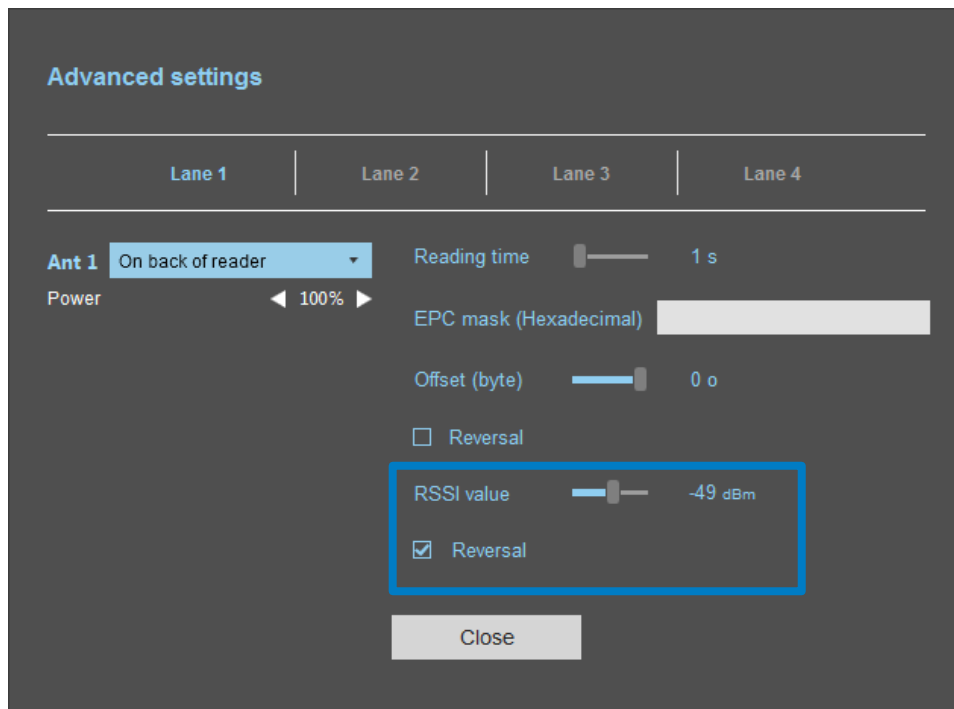 Advanced settings
Lane 1 Lane 2 Lane 3 Lane 4
Ant 1 On back of reader
Power 100%
Reading time 1 s
EPC mask (Hexadecimal)
Offset (byte) 0 o
Reversal
RSSI value -49 dBm
Reversal
Close